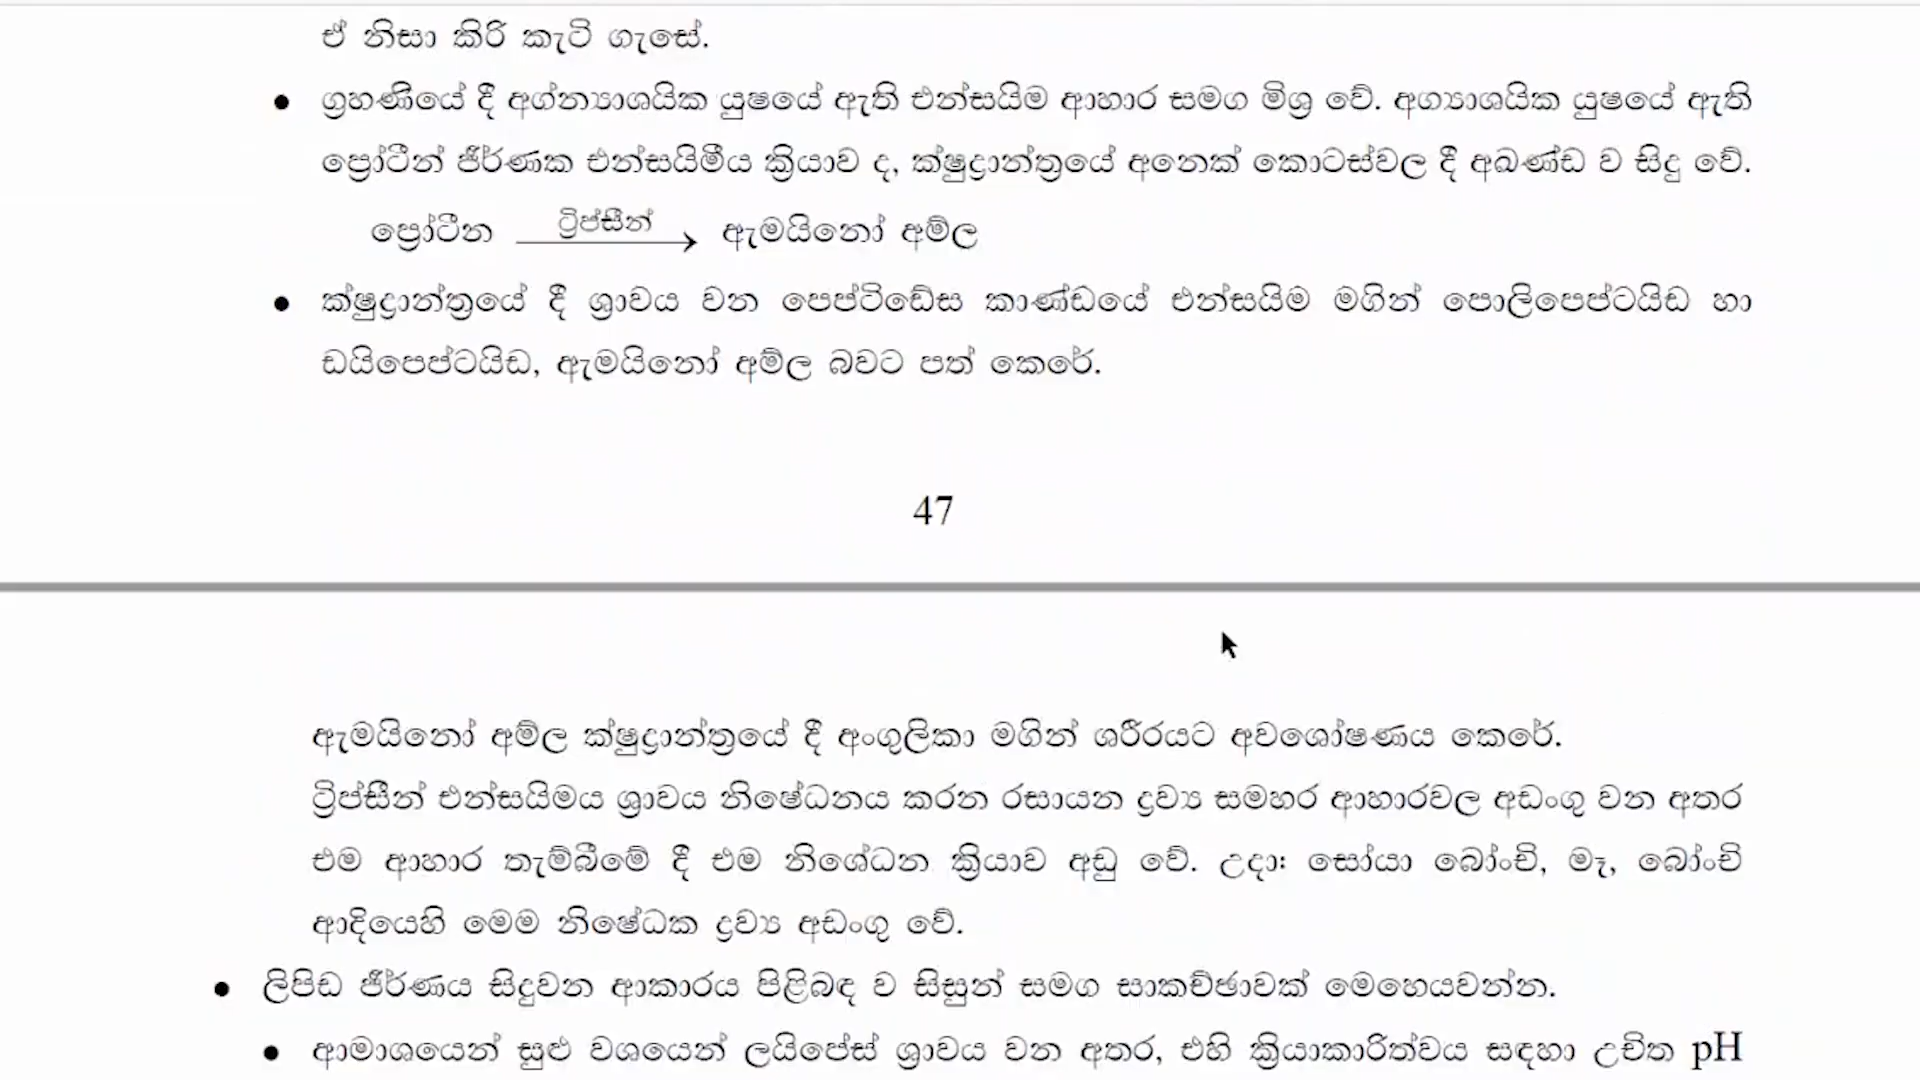 ඒ නිසා කිරි කැටි ගැසේ.
● ග්‍රහණියේ දී අග්න්‍යාශයික යුෂයේ ඇති එන්සයිම ආහාර සමග මිශ්‍ර වේ. අග්‍යාශයික යුෂයේ ඇති
ප්‍රෝටීන් ජීර්ණක එන්සයිමීය ක්‍රියාව ද, ක්ෂුද්‍රාන්ත්‍රයේ අනෙක් කොටස්වල දී අඛණ්ඩ ව සිදු වේ.
ප්‍රෝටීන ට්‍රිප්සීන් → ඇමයිනෝ අම්ල
● ක්ෂුද්‍රාන්ත්‍රයේ දී ශ්‍රාවය වන පෙප්ටිඩේස කාණ්ඩයේ එන්සයිම මගින් පොලිපෙප්ටයිඩ හා
ඩයිපෙප්ටයිඩ, ඇමයිනෝ අම්ල බවට පත් කෙරේ.
47
ඇමයිනෝ අම්ල ක්ෂුද්‍රාන්ත්‍රයේ දී අංගුලිකා මගින් ශරීරයට අවශෝෂණය කෙරේ.
ට්‍රිප්සීන් එන්සයිමය ශ්‍රාවය නිෂේධනය කරන රසායන ද්‍රව්‍ය සමහර ආහාරවල අඩංගු වන අතර
එම ආහාර තැම්බීමේ දී එම නිශේධන ක්‍රියාව අඩු වේ. උදා: සෝයා බෝංචි, මෑ, බෝංචි
ආදියෙහි මෙම නිෂේධක ද්‍රව්‍ය අඩංගු වේ.
● ලිපිඩ ජීර්ණය සිදුවන ආකාරය පිළිබඳ ව සිසුන් සමග සාකච්ඡාවක් මෙහෙයවන්න.
● ආමාශයෙන් සුළු වශයෙන් ලයිපේස් ශ්‍රාවය වන අතර, එහි ක්‍රියාකාරිත්වය සඳහා උචිත pH